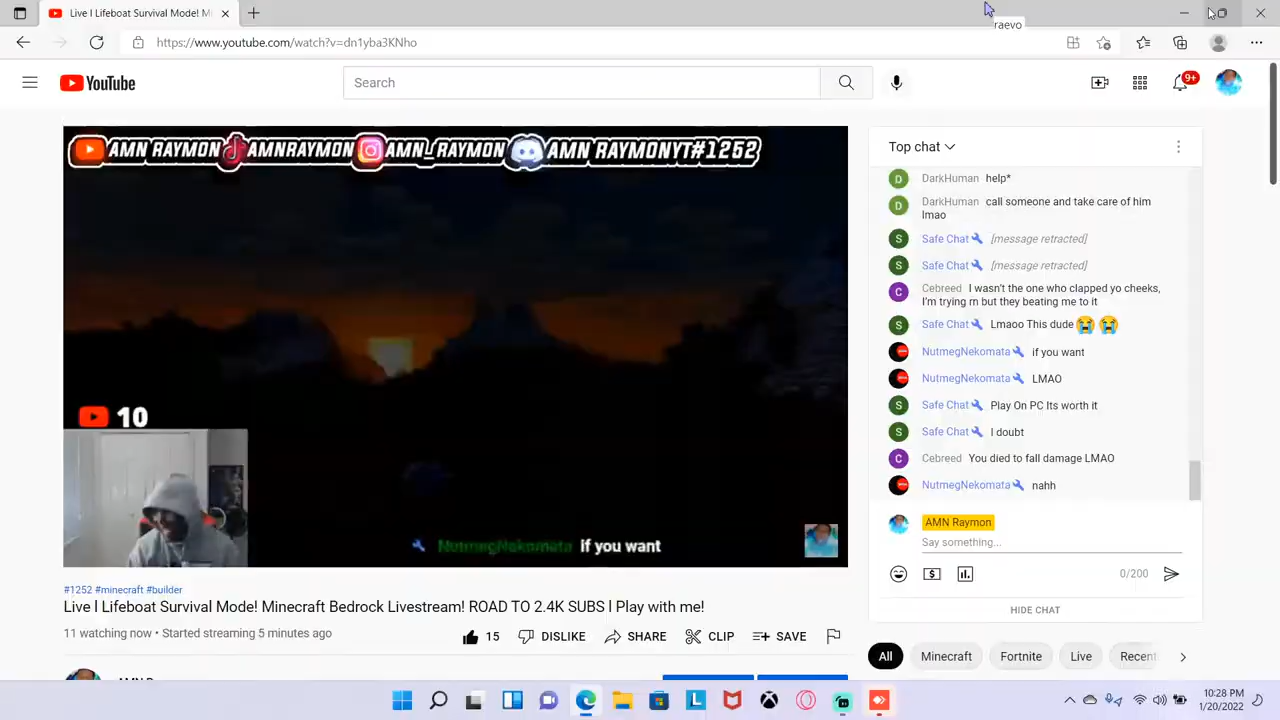 Live I Lifeboat Survival Mode! M
raevo
https://www.youtube.com/watch?v=dn1yba3KNho
YouTube
Search
9+
AMN RAYMON AMNRAYMON AMN_RAYMON AMN RAYMONYT#1252
10
NutmegNekomata if you want
Top chat
D DarkHuman help*
D DarkHuman call someone and take care of him
lmao
S Safe Chat [message retracted]
S Safe Chat [message retracted]
C Cebreed I wasn't the one who clapped yo cheeks,
I'm trying rn but they beating me to it
S Safe Chat Lmaoo This dude😭😭
NutmegNekomata if you want
NutmegNekomata LMAO
S Safe Chat Play On PC Its worth it
S Safe Chat I doubt
C Cebreed You died to fall damage LMAO
NutmegNekomata nahh
AMN Raymon
Say something...
0/200
HIDE CHAT
#1252 #minecraft #builder
Live I Lifeboat Survival Mode! Minecraft Bedrock Livestream! ROAD TO 2.4K SUBS I Play with me!
11 watching now • Started streaming 5 minutes ago
15 DISLIKE SHARE CLIP SAVE
All Minecraft Fortnite Live Recent
10:28 PM
1/20/2022